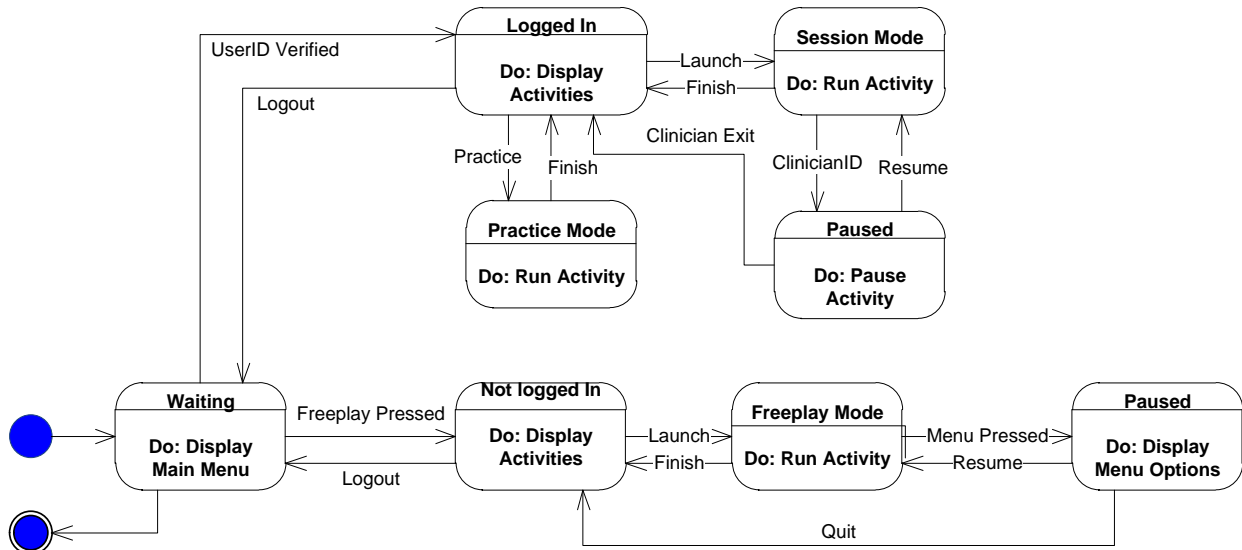 Logged In
Do: Display
Activities
Session Mode
Do: Run Activity
UserID Verified
Launch
Finish
Logout
Clinician Exit
Practice
Finish
ClinicianID
Resume
Practice Mode
Do: Run Activity
Paused
Do: Pause
Activity
Waiting
Do: Display
Main Menu
Freeplay Pressed
Logout
Not logged In
Do: Display
Activities
Launch
Finish
Freeplay Mode
Do: Run Activity
Menu Pressed
Resume
Paused
Do: Display
Menu Options
Quit